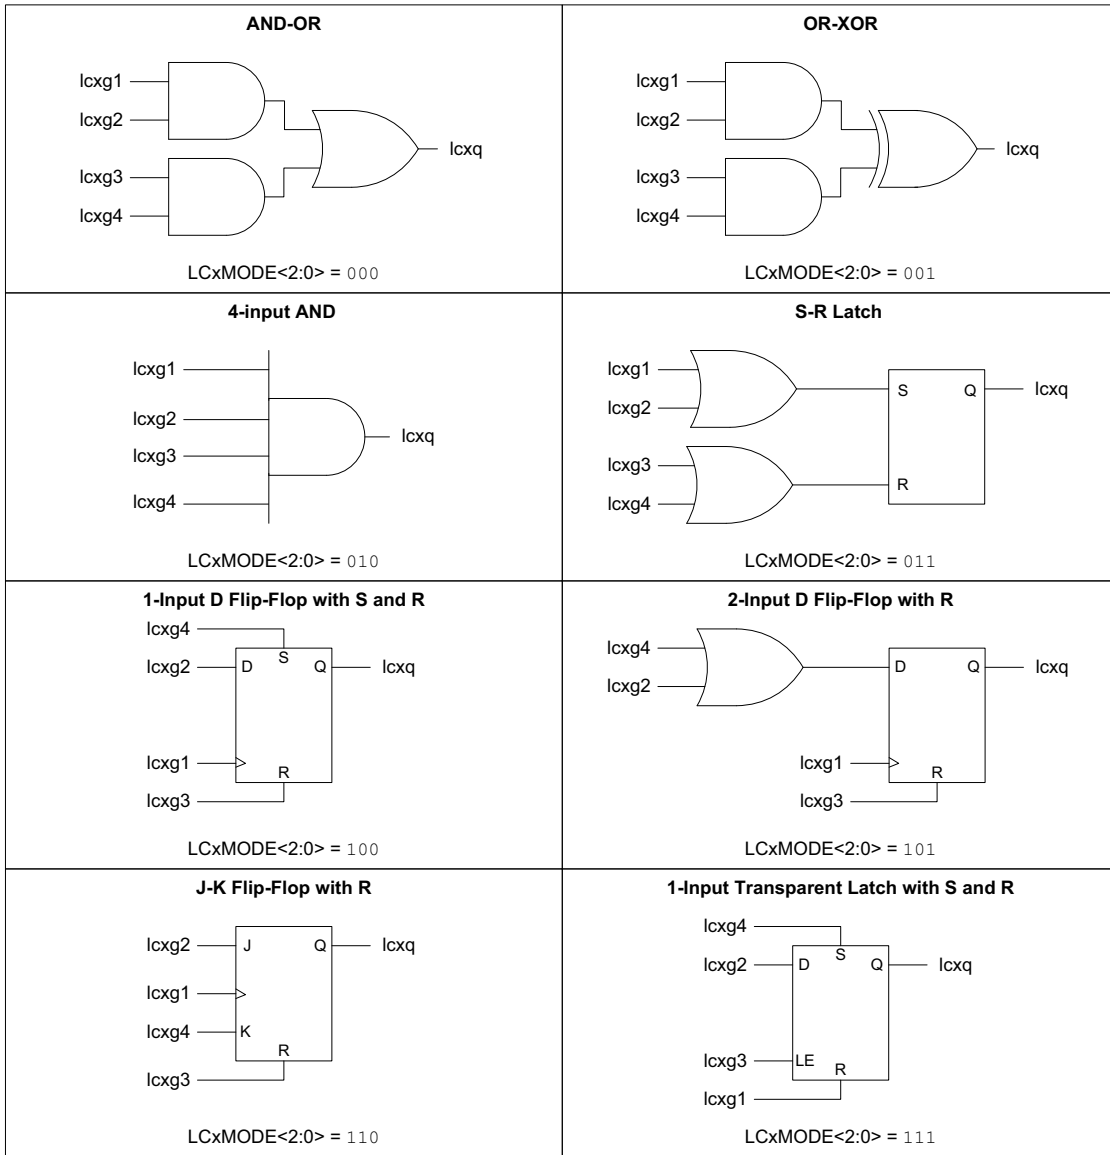 AND-OR
lcxg1
lcxg2
lcxg3
lcxg4
lcxq
LCxMODE<2:0> = 000
OR-XOR
lcxg1
lcxg2
lcxg3
lcxg4
lcxq
LCxMODE<2:0> = 001
4-input AND
lcxg1
lcxg2
lcxg3
lcxg4
lcxq
LCxMODE<2:0> = 010
S-R Latch
lcxg1
lcxg2
lcxg3
lcxg4
S
Q
R
lcxq
LCxMODE<2:0> = 011
1-Input D Flip-Flop with S and R
lcxg4
lcxg2
D
S
Q
lcxq
lcxg1
R
lcxg3
LCxMODE<2:0> = 100
2-Input D Flip-Flop with R
lcxg4
lcxg2
D
Q
lcxq
lcxg1
R
lcxg3
LCxMODE<2:0> = 101
J-K Flip-Flop with R
lcxg2
J
Q
lcxq
lcxg1
lcxg4
K
R
lcxg3
LCxMODE<2:0> = 110
1-Input Transparent Latch with S and R
lcxg4
lcxg2
D
S
Q
lcxq
lcxg3
LE
R
lcxg1
LCxMODE<2:0> = 111